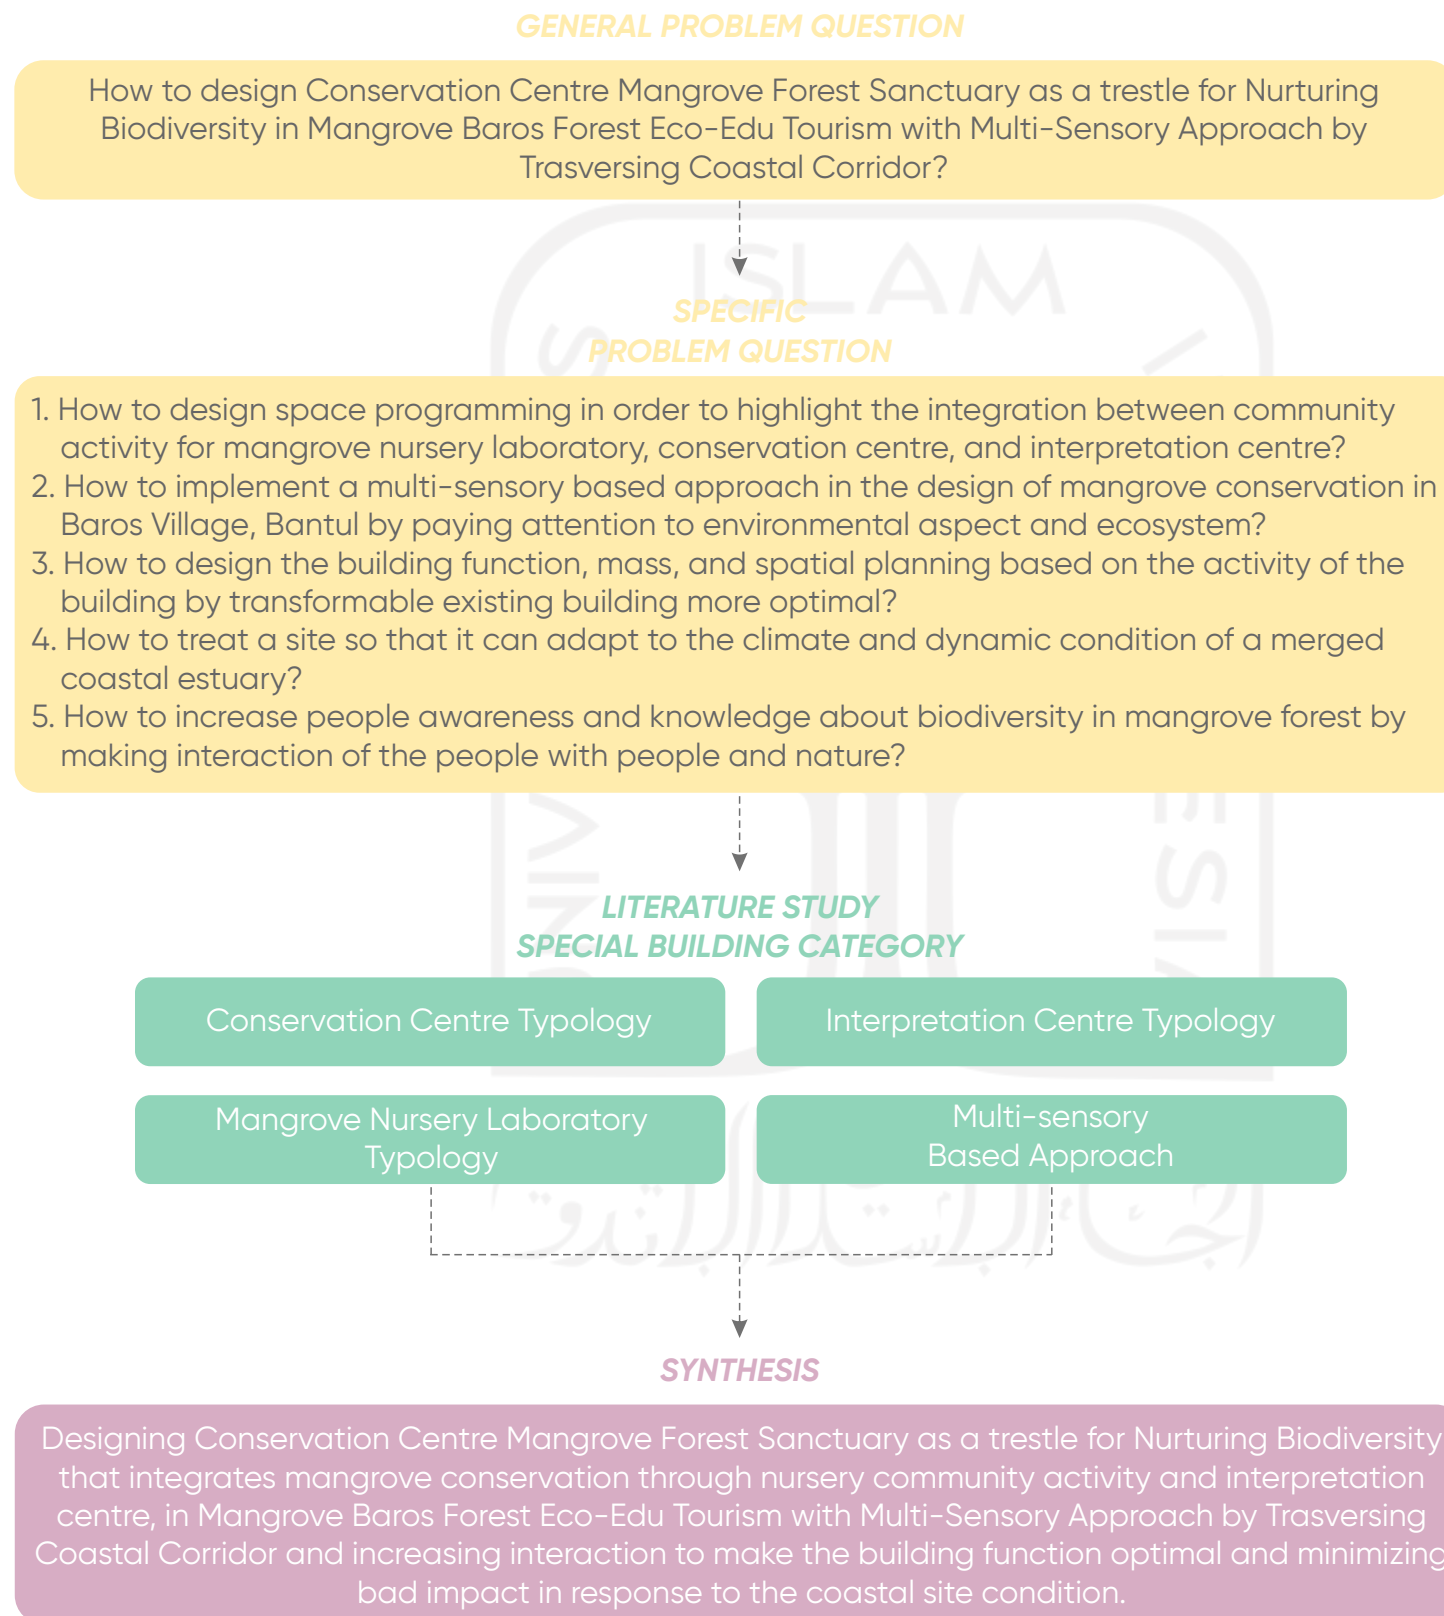 GENERAL PROBLEM QUESTION
How to design Conservation Centre Mangrove Forest Sanctuary as a trestle for Nurturing
Biodiversity in Mangrove Baros Forest Eco-Edu Tourism with Multi-Sensory Approach by
Trasversing Coastal Corridor?
ISLAM
SPECIFIC
PROBLEM QUESTION
1. How to design space programming in order to highlight the integration between community
activity for mangrove nursery laboratory, conservation centre, and interpretation centre?
2. How to implement a multi-sensory based approach in the design of mangrove conservation in
Baros Village, Bantul by paying attention to environmental aspect and ecosystem?
3. How to design the building function, mass, and spatial planning based on the activity of the
building by transformable existing building more optimal?
4. How to treat a site so that it can adapt to the climate and dynamic condition of a merged
coastal estuary?
5. How to increase people awareness and knowledge about biodiversity in mangrove forest by
making interaction of the people with people and nature?
LITERATURE STUDY
SPECIAL BUILDING CATEGORY
Conservation Centre Typology
Interpretation Centre Typology
Mangrove Nursery Laboratory
Typology
Multi-sensory
Based Approach
SYNTHESIS
Designing Conservation Centre Mangrove Forest Sanctuary as a trestle for Nurturing Biodiversity
that integrates mangrove conservation through nursery community activity and interpretation
centre, in Mangrove Baros Forest Eco-Edu Tourism with Multi-Sensory Approach by Trasversing
Coastal Corridor and increasing interaction to make the building function optimal and minimizing
bad impact in response to the coastal site condition.